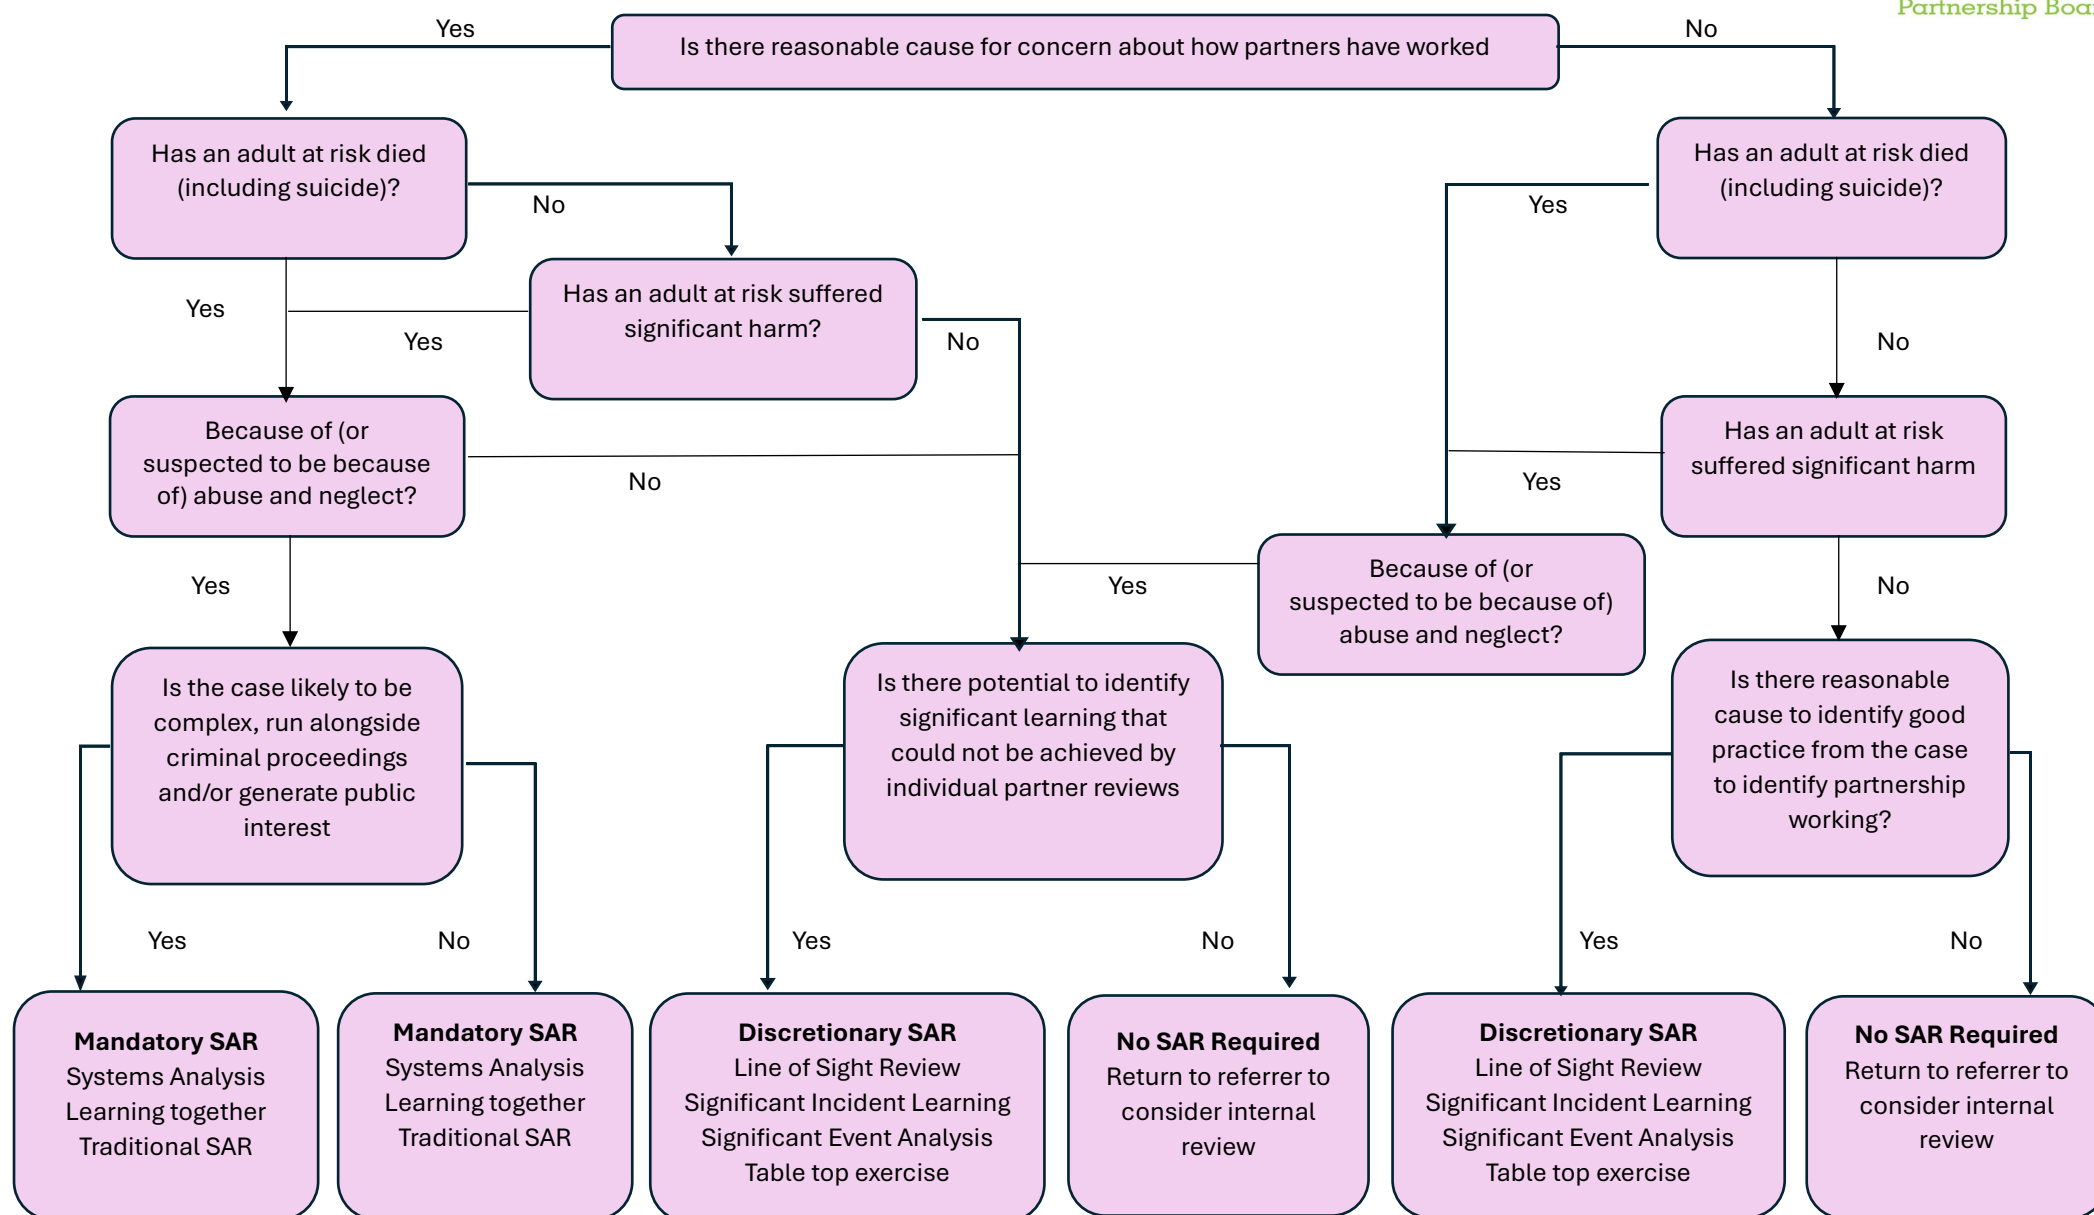 Partnership Boar
Yes
Is there reasonable cause for concern about how partners have worked
No
Has an adult at risk died
(including suicide)?
No
Has an adult at risk died
(including suicide)?
Yes
Yes
Has an adult at risk suffered
significant harm?
Yes
No
No
Because of (or
suspected to be because
of) abuse and neglect?
No
Has an adult at risk
suffered significant harm
Yes
Yes
Because of (or
suspected to be because of)
abuse and neglect?
Yes
No
Is the case likely to be
complex, run alongside
criminal proceedings
and/or generate public
interest
Is there potential to identify
significant learning that
could not be achieved by
individual partner reviews
Is there reasonable
cause to identify good
practice from the case
to identify partnership
working?
Yes
No
Yes
No
Yes
No
Mandatory SAR
Systems Analysis
Learning together
Traditional SAR
Mandatory SAR
Systems Analysis
Learning together
Traditional SAR
Discretionary SAR
Line of Sight Review
Significant Incident Learning
Significant Event Analysis
Table top exercise
No SAR Required
Return to referrer to
consider internal
review
Discretionary SAR
Line of Sight Review
Significant Incident Learning
Significant Event Analysis
Table top exercise
No SAR Required
Return to referrer to
consider internal
review